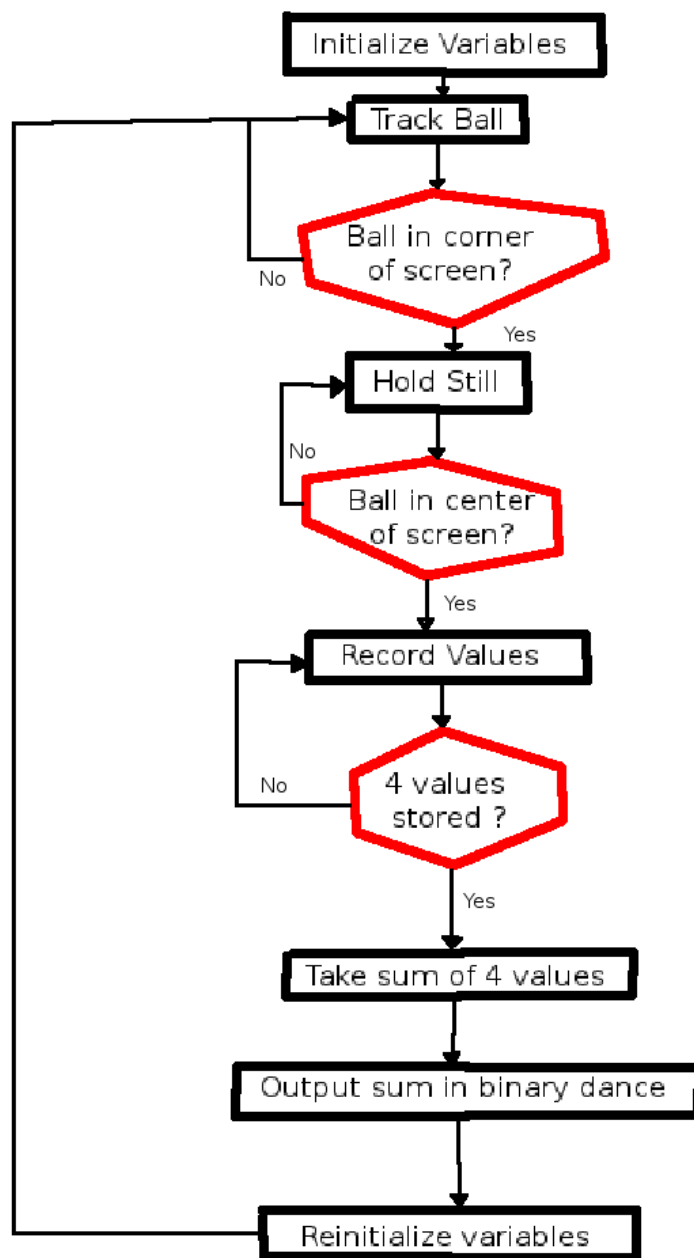 Initialize Variables
Track Ball
Ball in corner
of screen?
No
Yes
Hold Still
No
Ball in center
of screen?
Yes
Record Values
No
4 values
stored ?
Yes
Take sum of 4 values
Output sum in binary dance
Reinitialize variables